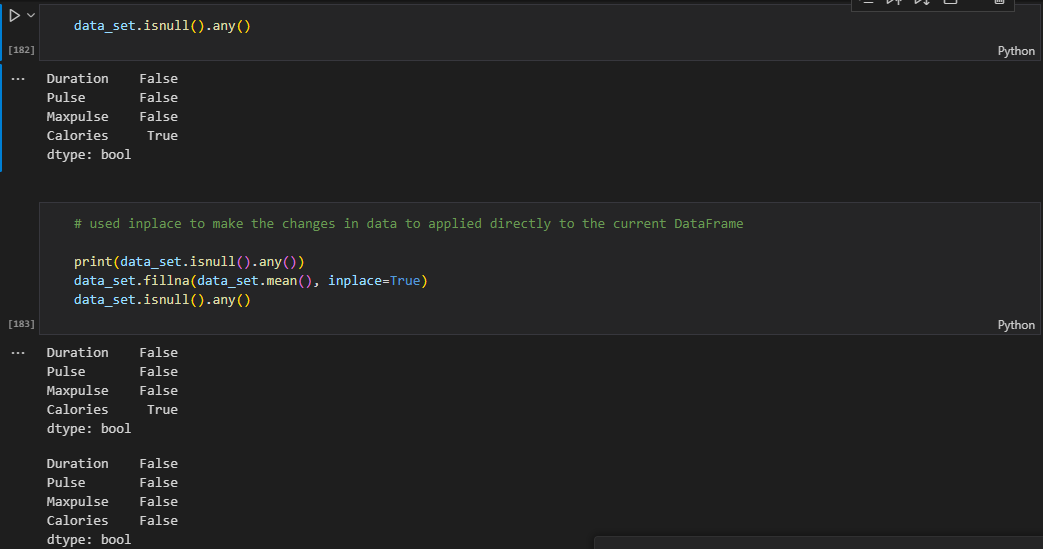 data_set.isnull().any()
[182]
Python
Duration    False
Pulse       False
Maxpulse    False
Calories     True
dtype: bool
# used inplace to make the changes in data to applied directly to the current DataFrame
print(data_set.isnull().any())
data_set.fillna(data_set.mean(), inplace=True)
data_set.isnull().any()
[183]
Python
Duration    False
Pulse       False
Maxpulse    False
Calories     True
dtype: bool
Duration    False
Pulse       False
Maxpulse    False
Calories    False
dtype: bool